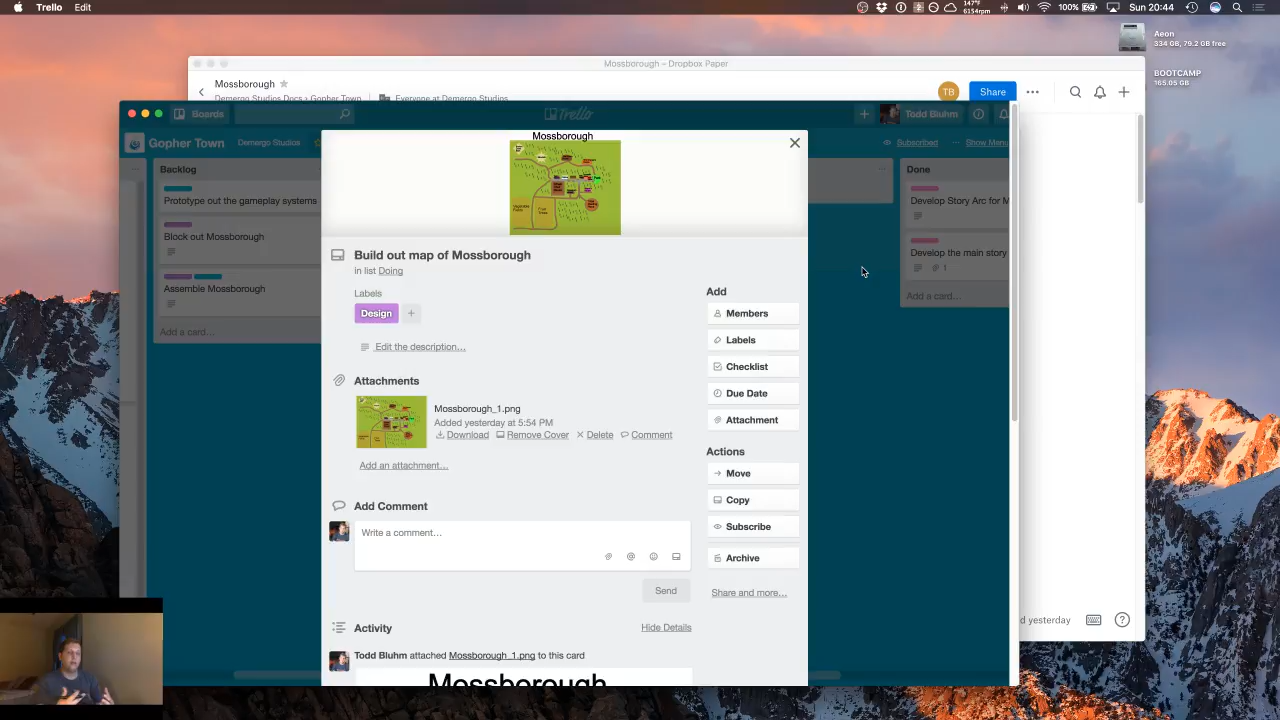 Trello Edit
147°F
100%
Sun 20:44
Aeon
334 GB, 79.2 GB free
BOOTCAMP
165.05 GB
Mossborough – Dropbox Paper
Mossborough
Demergo Studios Docs › Gopher Town
Everyone at Demergo Studios
TB
Share
Boards
Trello
Todd Bluhm
Gopher Town
Demergo Studios
Subscribed
Show Menu
Backlog
Prototype out the gameplay systems
Block out Mossborough
Assemble Mossborough
Add a card…
Mossborough
Build out map of Mossborough
in list Doing
Labels
Design
Edit the description…
Attachments
Mossborough_1.png
Added yesterday at 5:54 PM
Download Remove Cover Delete Comment
Add an attachment…
Add Comment
Write a comment…
Send
Activity
Hide Details
Todd Bluhm attached Mossborough_1.png to this card
Mossborough
Add
Members
Labels
Checklist
Due Date
Attachment
Actions
Move
Copy
Subscribe
Archive
Share and more…
Done
Develop Story Arc for M
Develop the main story
1
Add a card…
d yesterday